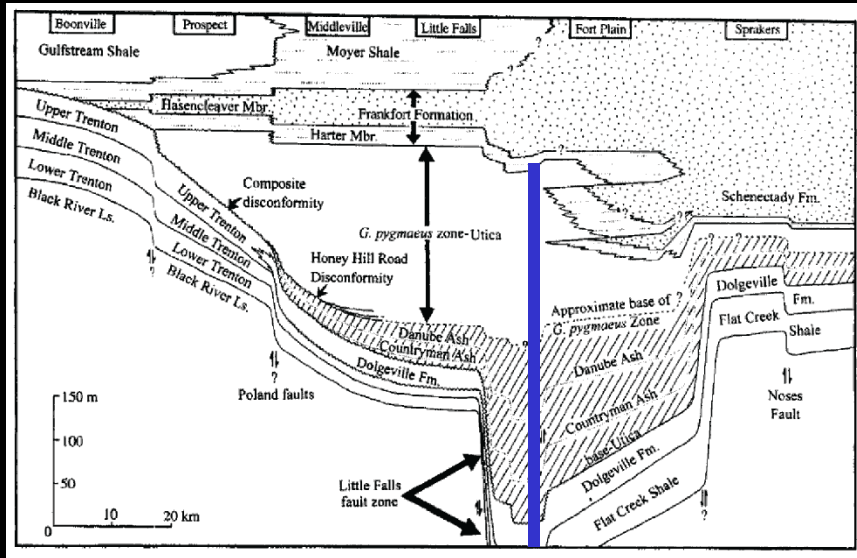 Boonville
Prospect
Middleville
Little Falls
Fort Plain
Sprakers
Gulfstream Shale
Moyer Shale
?
Hasencleaver Mbr.
Frankfort Formation
Harter Mbr.
?
Upper Trenton
Middle Trenton
Lower Trenton
Black River Ls.
Composite
disconformity
Upper Trenton
Middle Trenton
Lower Trenton
Black River Ls.
G. pygmaeus zone-Utica
Honey Hill Road
Disconformity
Schenectady Fm.
?
?
? ?
Approximate base of ?
G. pygmaeus Zone
?
Dolgeville
Fm.
Flat Creek
Shale
Danube Ash
Countryman Ash
Dolgeville Fm.
Danube Ash
Countryman Ash
base-Utica
Dolgeville Fm.
Flat Creek Shale
?
?
Poland faults
Noses
Fault
150 m
100
50
0
20 km
Little Falls
fault zone
?